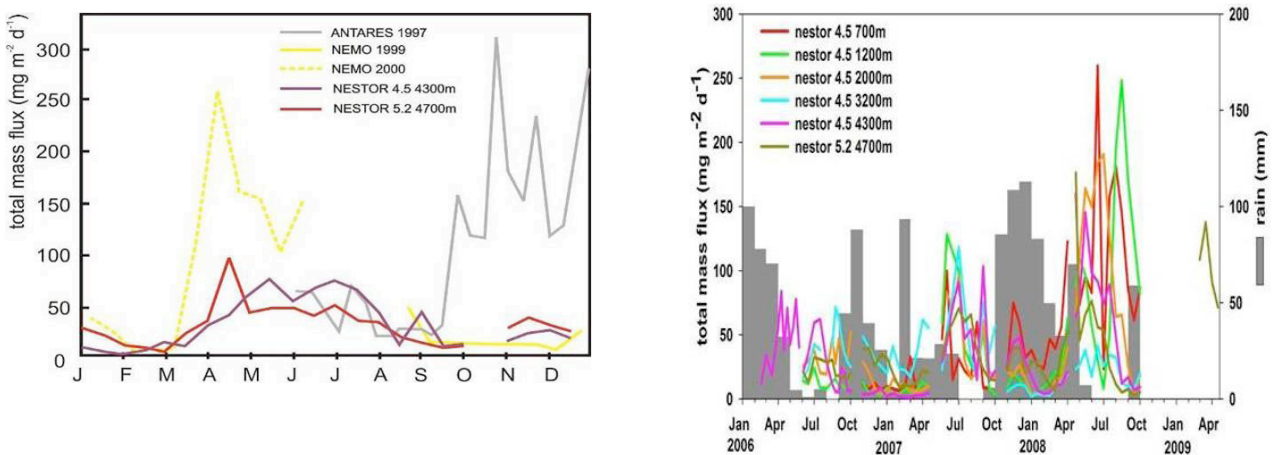 total mass flux (mg m⁻² d⁻¹)
300
250
200
150
100
50
0
J F M A M J J A S O N D
ANTARES 1997
NEMO 1999
NEMO 2000
NESTOR 4.5 4300m
NESTOR 5.2 4700m
total mass flux (mg m⁻² d⁻¹)
300
250
200
150
100
50
0
nestor 4.5 700m
nestor 4.5 1200m
nestor 4.5 2000m
nestor 4.5 3200m
nestor 4.5 4300m
nestor 5.2 4700m
200
150
100
50
0
rain (mm)
Jan Apr Jul Oct Jan Apr Jul Oct Jan Apr Jul Oct Jan Apr
2006 2007 2008 2009